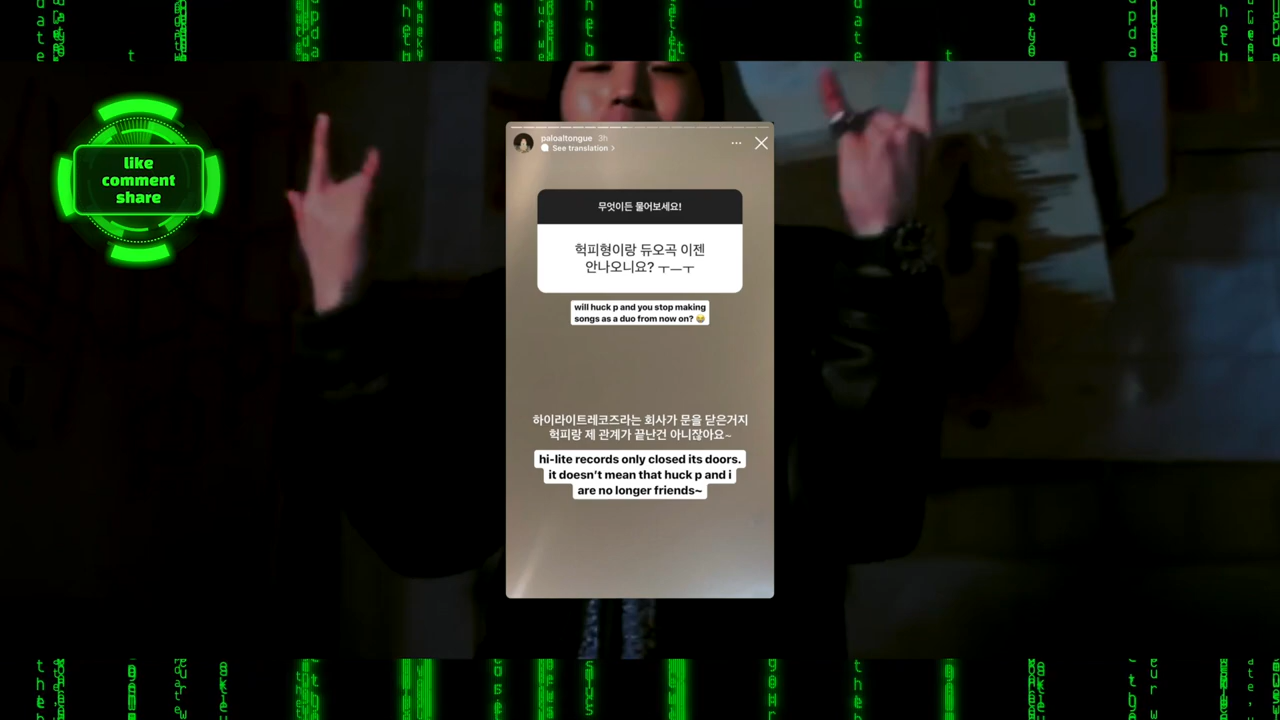 like
comment
share
paloaltongue 3h
See translation >
무엇이든 물어보세요!
헉피형이랑 듀오곡 이젠
안나오니요? ㅜㅡㅜ
will huck p and you stop making
songs as a duo from now on? 😂
하이라이트레코즈라는 회사가 문을 닫은거지
헉피랑 제 관계가 끝난건 아니잖아요~
hi-lite records only closed its doors.
it doesn't mean that huck p and i
are no longer friends~